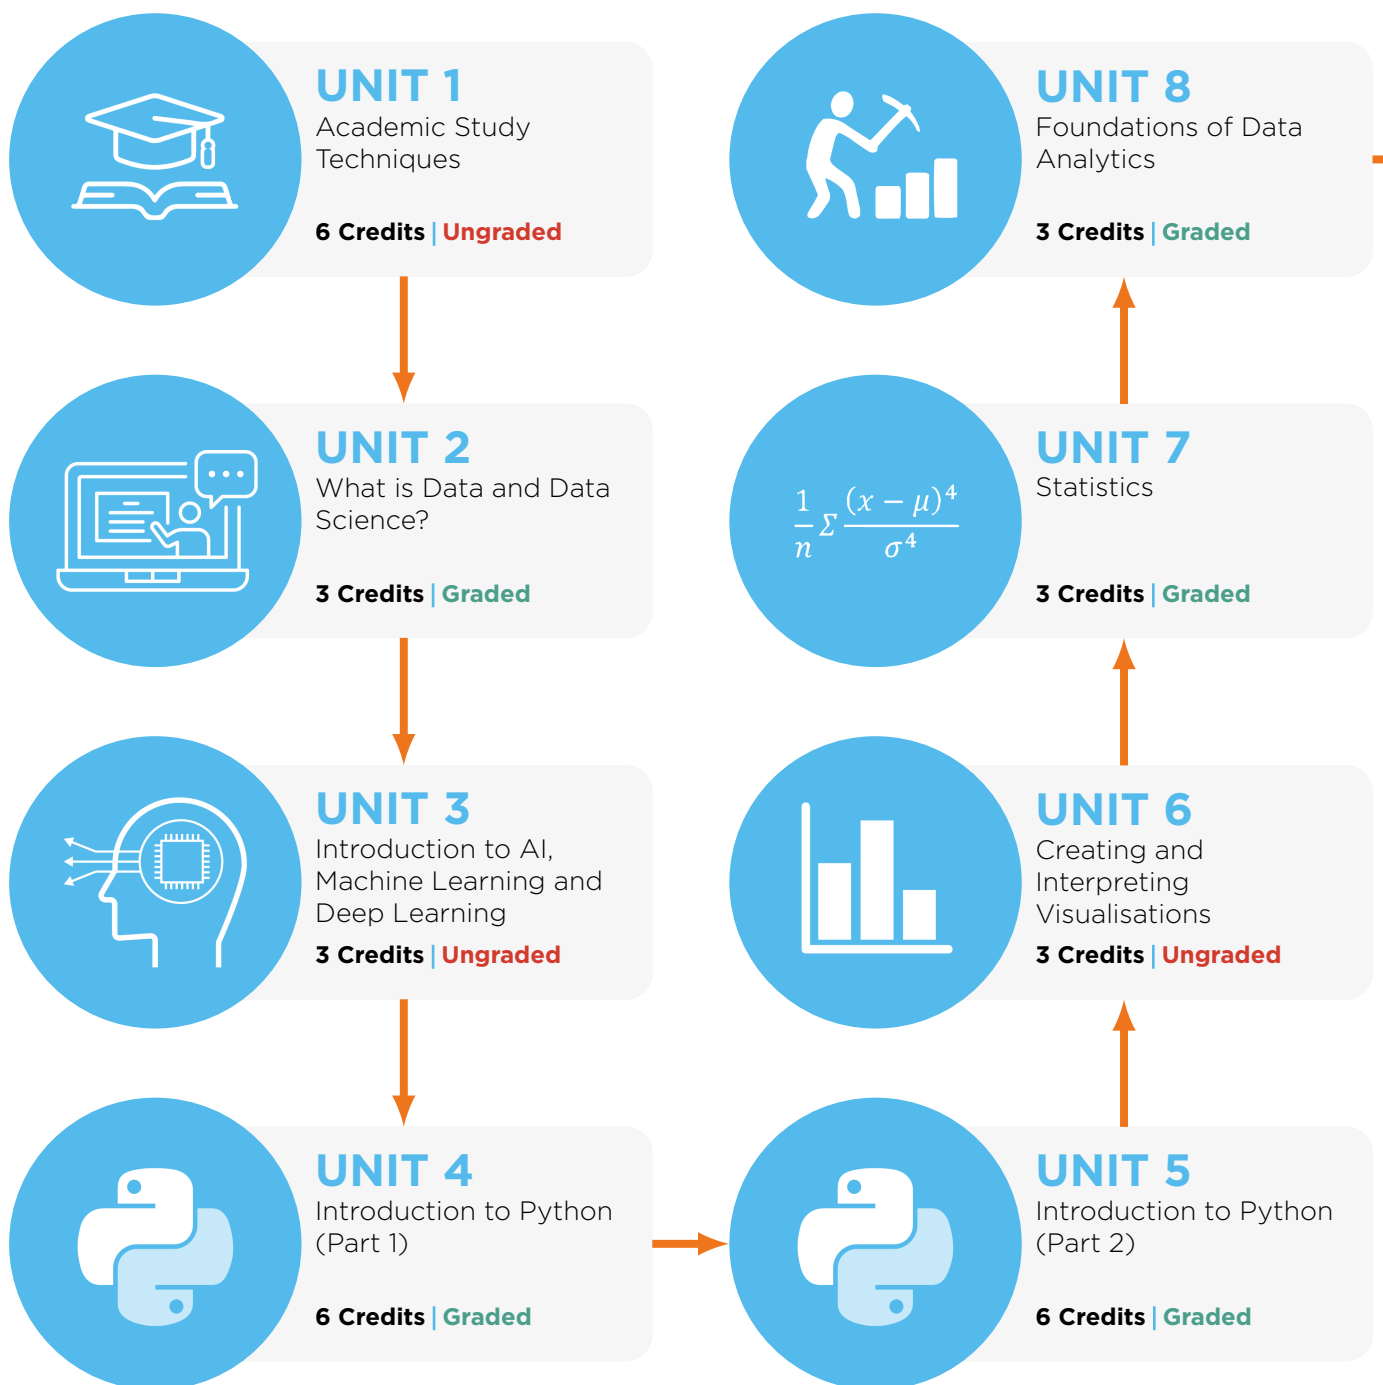 UNIT 1
Academic Study
Techniques
6 Credits | Ungraded
UNIT 2
What is Data and Data
Science?
3 Credits | Graded
UNIT 3
Introduction to AI,
Machine Learning and
Deep Learning
3 Credits | Ungraded
UNIT 4
Introduction to Python
(Part 1)
6 Credits | Graded
UNIT 5
Introduction to Python
(Part 2)
6 Credits | Graded
UNIT 6
Creating and
Interpreting
Visualisations
3 Credits | Ungraded
1/n Σ (x − μ)⁴/σ⁴
UNIT 7
Statistics
3 Credits | Graded
UNIT 8
Foundations of Data
Analytics
3 Credits | Graded